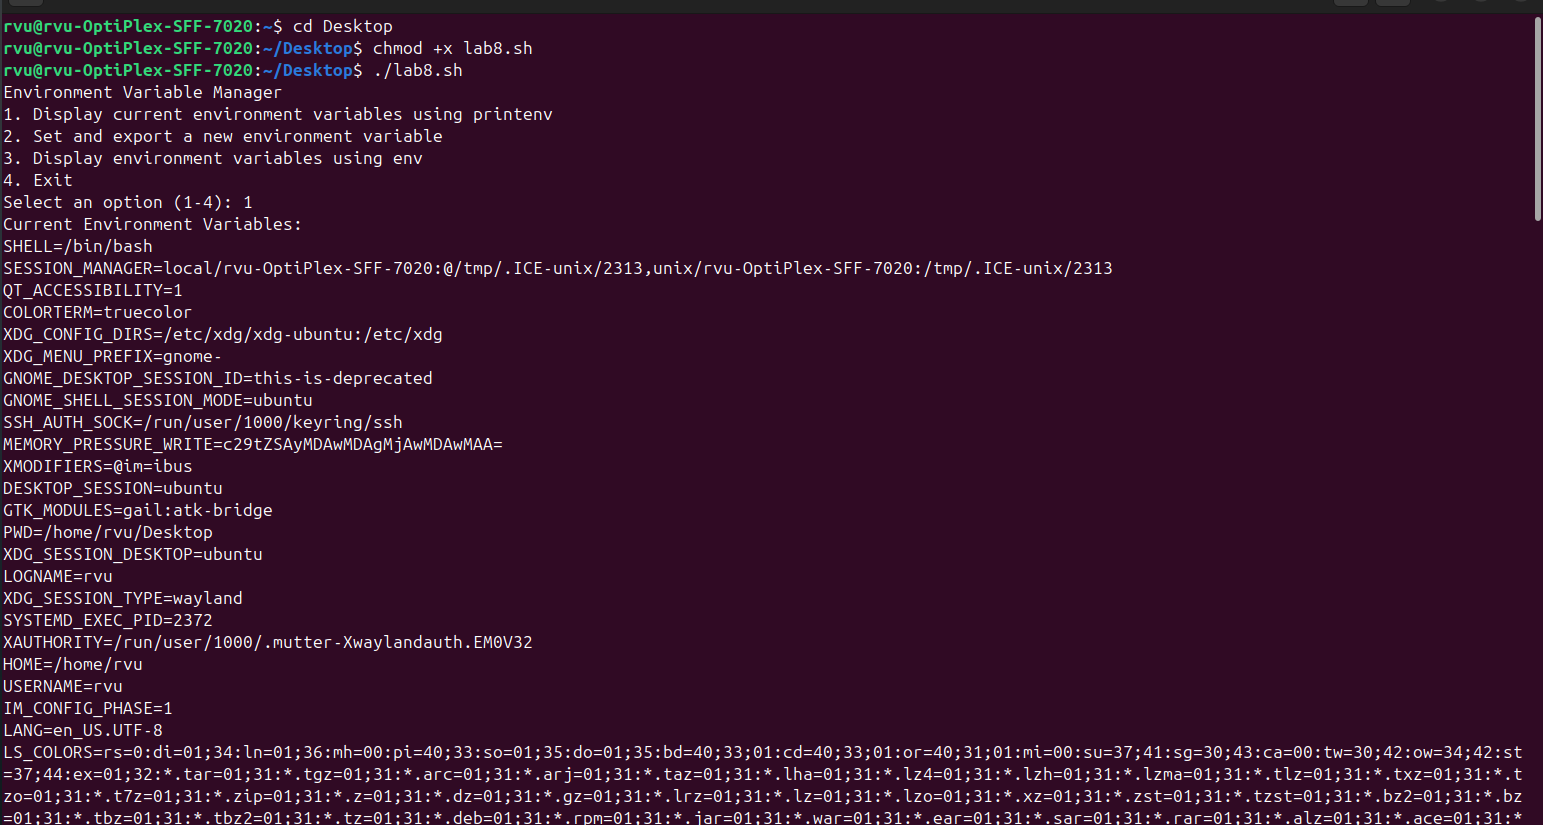 rvu@rvu-OptiPlex-SFF-7020:~$ cd Desktop
rvu@rvu-OptiPlex-SFF-7020:~/Desktop$ chmod +x lab8.sh
rvu@rvu-OptiPlex-SFF-7020:~/Desktop$ ./lab8.sh
Environment Variable Manager
1. Display current environment variables using printenv
2. Set and export a new environment variable
3. Display environment variables using env
4. Exit
Select an option (1-4): 1
Current Environment Variables:
SHELL=/bin/bash
SESSION_MANAGER=local/rvu-OptiPlex-SFF-7020:@/tmp/.ICE-unix/2313,unix/rvu-OptiPlex-SFF-7020:/tmp/.ICE-unix/2313
QT_ACCESSIBILITY=1
COLORTERM=truecolor
XDG_CONFIG_DIRS=/etc/xdg/xdg-ubuntu:/etc/xdg
XDG_MENU_PREFIX=gnome-
GNOME_DESKTOP_SESSION_ID=this-is-deprecated
GNOME_SHELL_SESSION_MODE=ubuntu
SSH_AUTH_SOCK=/run/user/1000/keyring/ssh
MEMORY_PRESSURE_WRITE=c29tZSAyMDAwMDAgMjAwMDAwMAA=
XMODIFIERS=@im=ibus
DESKTOP_SESSION=ubuntu
GTK_MODULES=gail:atk-bridge
PWD=/home/rvu/Desktop
XDG_SESSION_DESKTOP=ubuntu
LOGNAME=rvu
XDG_SESSION_TYPE=wayland
SYSTEMD_EXEC_PID=2372
XAUTHORITY=/run/user/1000/.mutter-Xwaylandauth.EM0V32
HOME=/home/rvu
USERNAME=rvu
IM_CONFIG_PHASE=1
LANG=en_US.UTF-8
LS_COLORS=rs=0:di=01;34:ln=01;36:mh=00:pi=40;33:so=01;35:do=01;35:bd=40;33;01:cd=40;33;01:or=40;31;01:mi=00:su=37;41:sg=30;43:ca=00:tw=30;42:ow=34;42:st
=37;44:ex=01;32:*.tar=01;31:*.tgz=01;31:*.arc=01;31:*.arj=01;31:*.taz=01;31:*.lha=01;31:*.lz4=01;31:*.lzh=01;31:*.lzma=01;31:*.tlz=01;31:*.txz=01;31:*.t
zo=01;31:*.t7z=01;31:*.zip=01;31:*.z=01;31:*.dz=01;31:*.gz=01;31:*.lrz=01;31:*.lz=01;31:*.lzo=01;31:*.xz=01;31:*.zst=01;31:*.tzst=01;31:*.bz2=01;31:*.bz
=01;31:*.tbz=01;31:*.tbz2=01;31:*.tz=01;31:*.deb=01;31:*.rpm=01;31:*.jar=01;31:*.war=01;31:*.ear=01;31:*.sar=01;31:*.rar=01;31:*.alz=01;31:*.ace=01;31:*